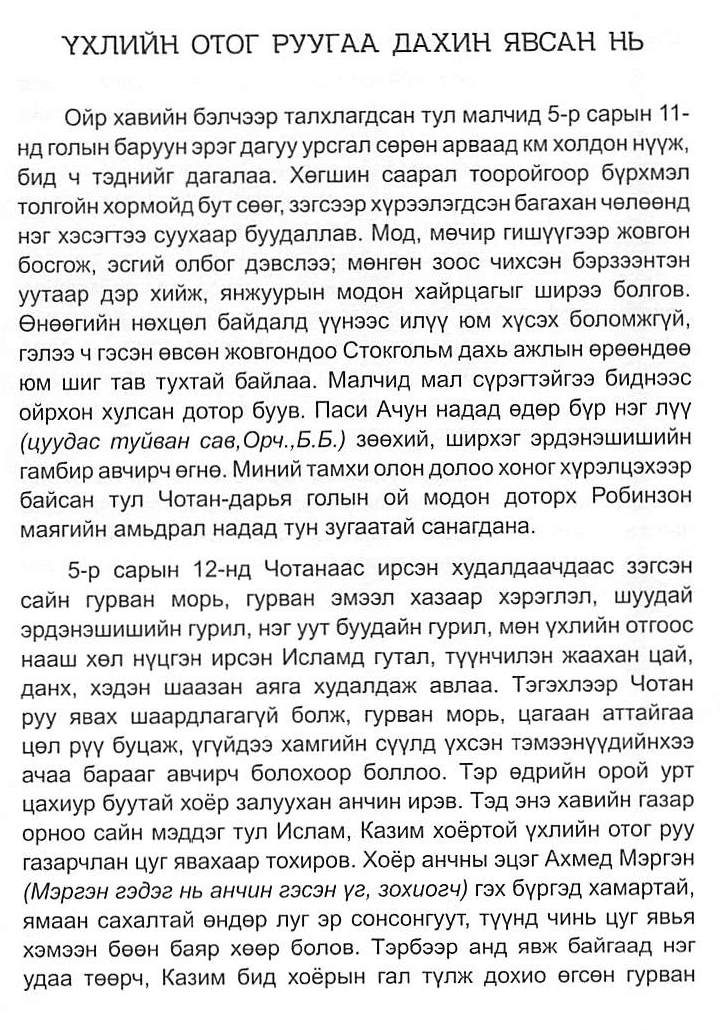 ҮХЛИЙН ОТОГ РУУГАА ДАХИН ЯВСАН НЬ
Ойр хавийн бэлчээр талхлагдсан тул малчид 5-р сарын 11-
нд голын баруун эрэг дагуу урсгал сөрөн арваад км холдон нүүж,
бид ч тэднийг дагалаа. Хөгшин саарал тооройгоор бүрхмэл
толгойн хормойд бут сөөг, зэгсээр хүрээлэгдсэн багахан чөлөөнд
нэг хэсэгтээ суухаар буудаллав. Мод, мөчир гишүүгээр жовгон
босгож, эсгий олбог дэвслээ; мөнгөн зоос чихсэн бэрзээнтэн
уутаар дэр хийж, янжуурын модон хайрцагыг ширээ болгов.
Өнөөгийн нөхцөл байдалд үүнээс илүү юм хүсэх боломжгүй,
гэлээ ч гэсэн өвсөн жовгондоо Стокгольм дахь ажлын өрөөндөө
юм шиг тав тухтай байлаа. Малчид мал сүрэгтэйгээ биднээс
ойрхон хулсан дотор буув. Паси Ачун надад өдөр бүр нэг лүү
(цуудас туйван сав,Орч.,Б.Б.) зөөхий, ширхэг эрдэнэшишийн
гамбир авчирч өгнө. Миний тамхи олон долоо хоног хүрэлцэхээр
байсан тул Чотан-дарья голын ой модон доторх Робинзон
маягийн амьдрал надад тун зугаатай санагдана.
5-р сарын 12-нд Чотанаас ирсэн худалдаачдаас зэгсэн
сайн гурван морь, гурван эмээл хазаар хэрэглэл, шуудай
эрдэнэшишийн гурил, нэг уут буудайн гурил, мөн үхлийн отгоос
нааш хөл нүцгэн ирсэн Исламд гутал, түүнчилэн жаахан цай,
данх, хэдэн шаазан аяга худалдаж авлаа. Тэгэхлээр Чотан
руу явах шаардлагагүй болж, гурван морь, цагаан аттайгаа
цөл рүү буцаж, үгүйдээ хамгийн сүүлд үхсэн тэмээнүүдийнхээ
ачаа барааг авчирч болохоор боллоо. Тэр өдрийн орой урт
цахиур буутай хоёр залуухан анчин ирэв. Тэд энэ хавийн газар
орноо сайн мэддэг тул Ислам, Казим хоёртой үхлийн отог руу
газарчлан цуг явахаар тохиров. Хоёр анчны эцэг Ахмед Мэргэн
(Мэргэн гэдэг нь анчин гэсэн үг, зохиогч) гэх бүргэд хамартай,
ямаан сахалтай өндөр луг эр сонсонгуут, түүнд чинь цуг явья
хэмээн бөөн баяр хөөр болов. Тэрбээр анд явж байгаад нэг
удаа төөрч, Казим бид хоёрын гал түлж дохио өгсөн гурван